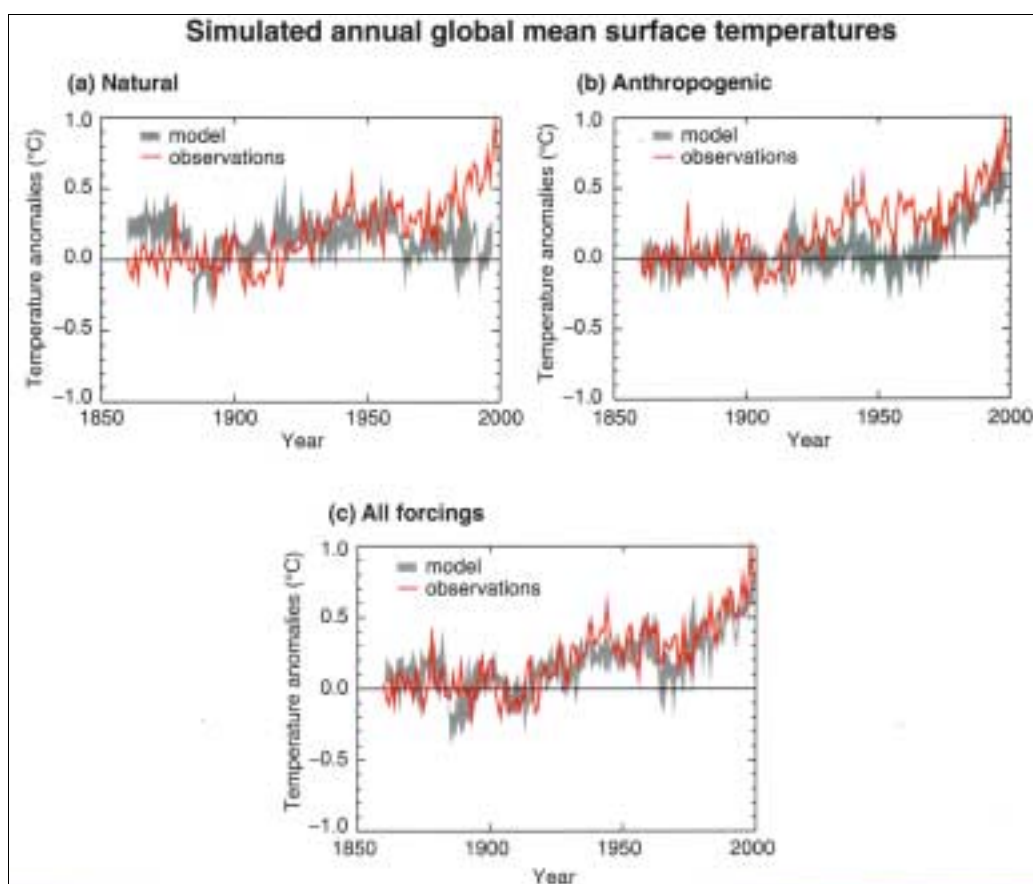 Simulated annual global mean surface temperatures
(a) Natural
Temperature anomalies (°C)
1.0
0.5
0.0
−0.5
−1.0
model
observations
1850
1900
1950
2000
Year
(b) Anthropogenic
Temperature anomalies (°C)
1.0
0.5
0.0
−0.5
−1.0
model
observations
1850
1900
1950
2000
Year
(c) All forcings
Temperature anomalies (°C)
1.0
0.5
0.0
−0.5
−1.0
model
observations
1850
1900
1950
2000
Year